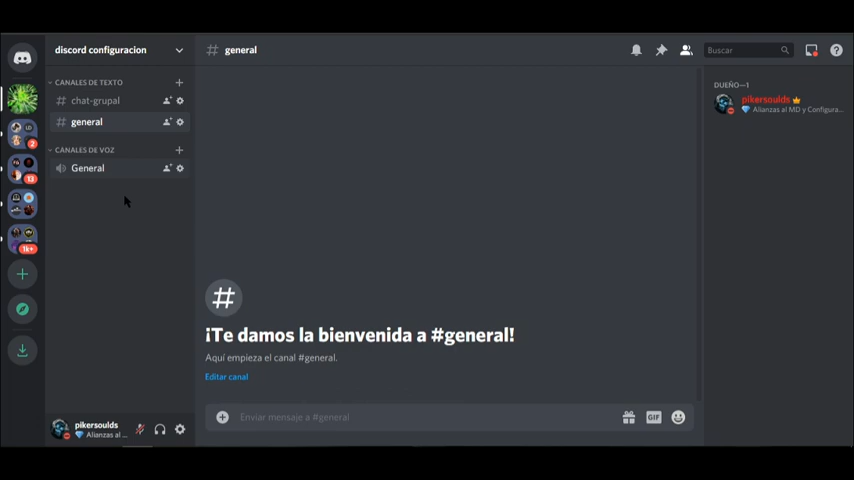 discord configuracion
# general
Buscar
CANALES DE TEXTO
# chat-grupal
# general
CANALES DE VOZ
General
2
13
1k+
DUEÑO—1
pikersoulds
Alianzas al MD y Configura...
#
¡Te damos la bienvenida a #general!
Aquí empieza el canal #general.
Editar canal
Enviar mensaje a #general
GIF
pikersoulds
Alianzas al ...